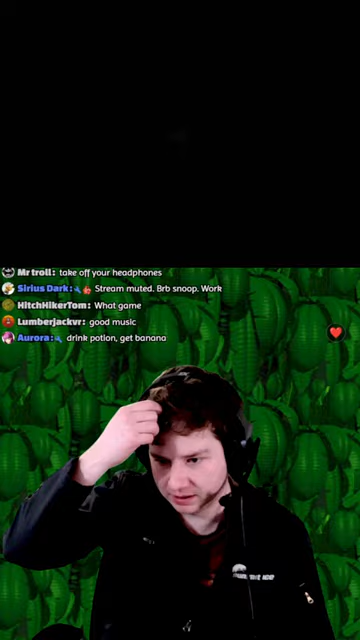 Mr troll: take off your headphones
Sirius Dark: Stream muted. Brb snoop. Work
HitchHikerTom: What game
Lumberjackvr: good music
Aurora: drink potion, get banana